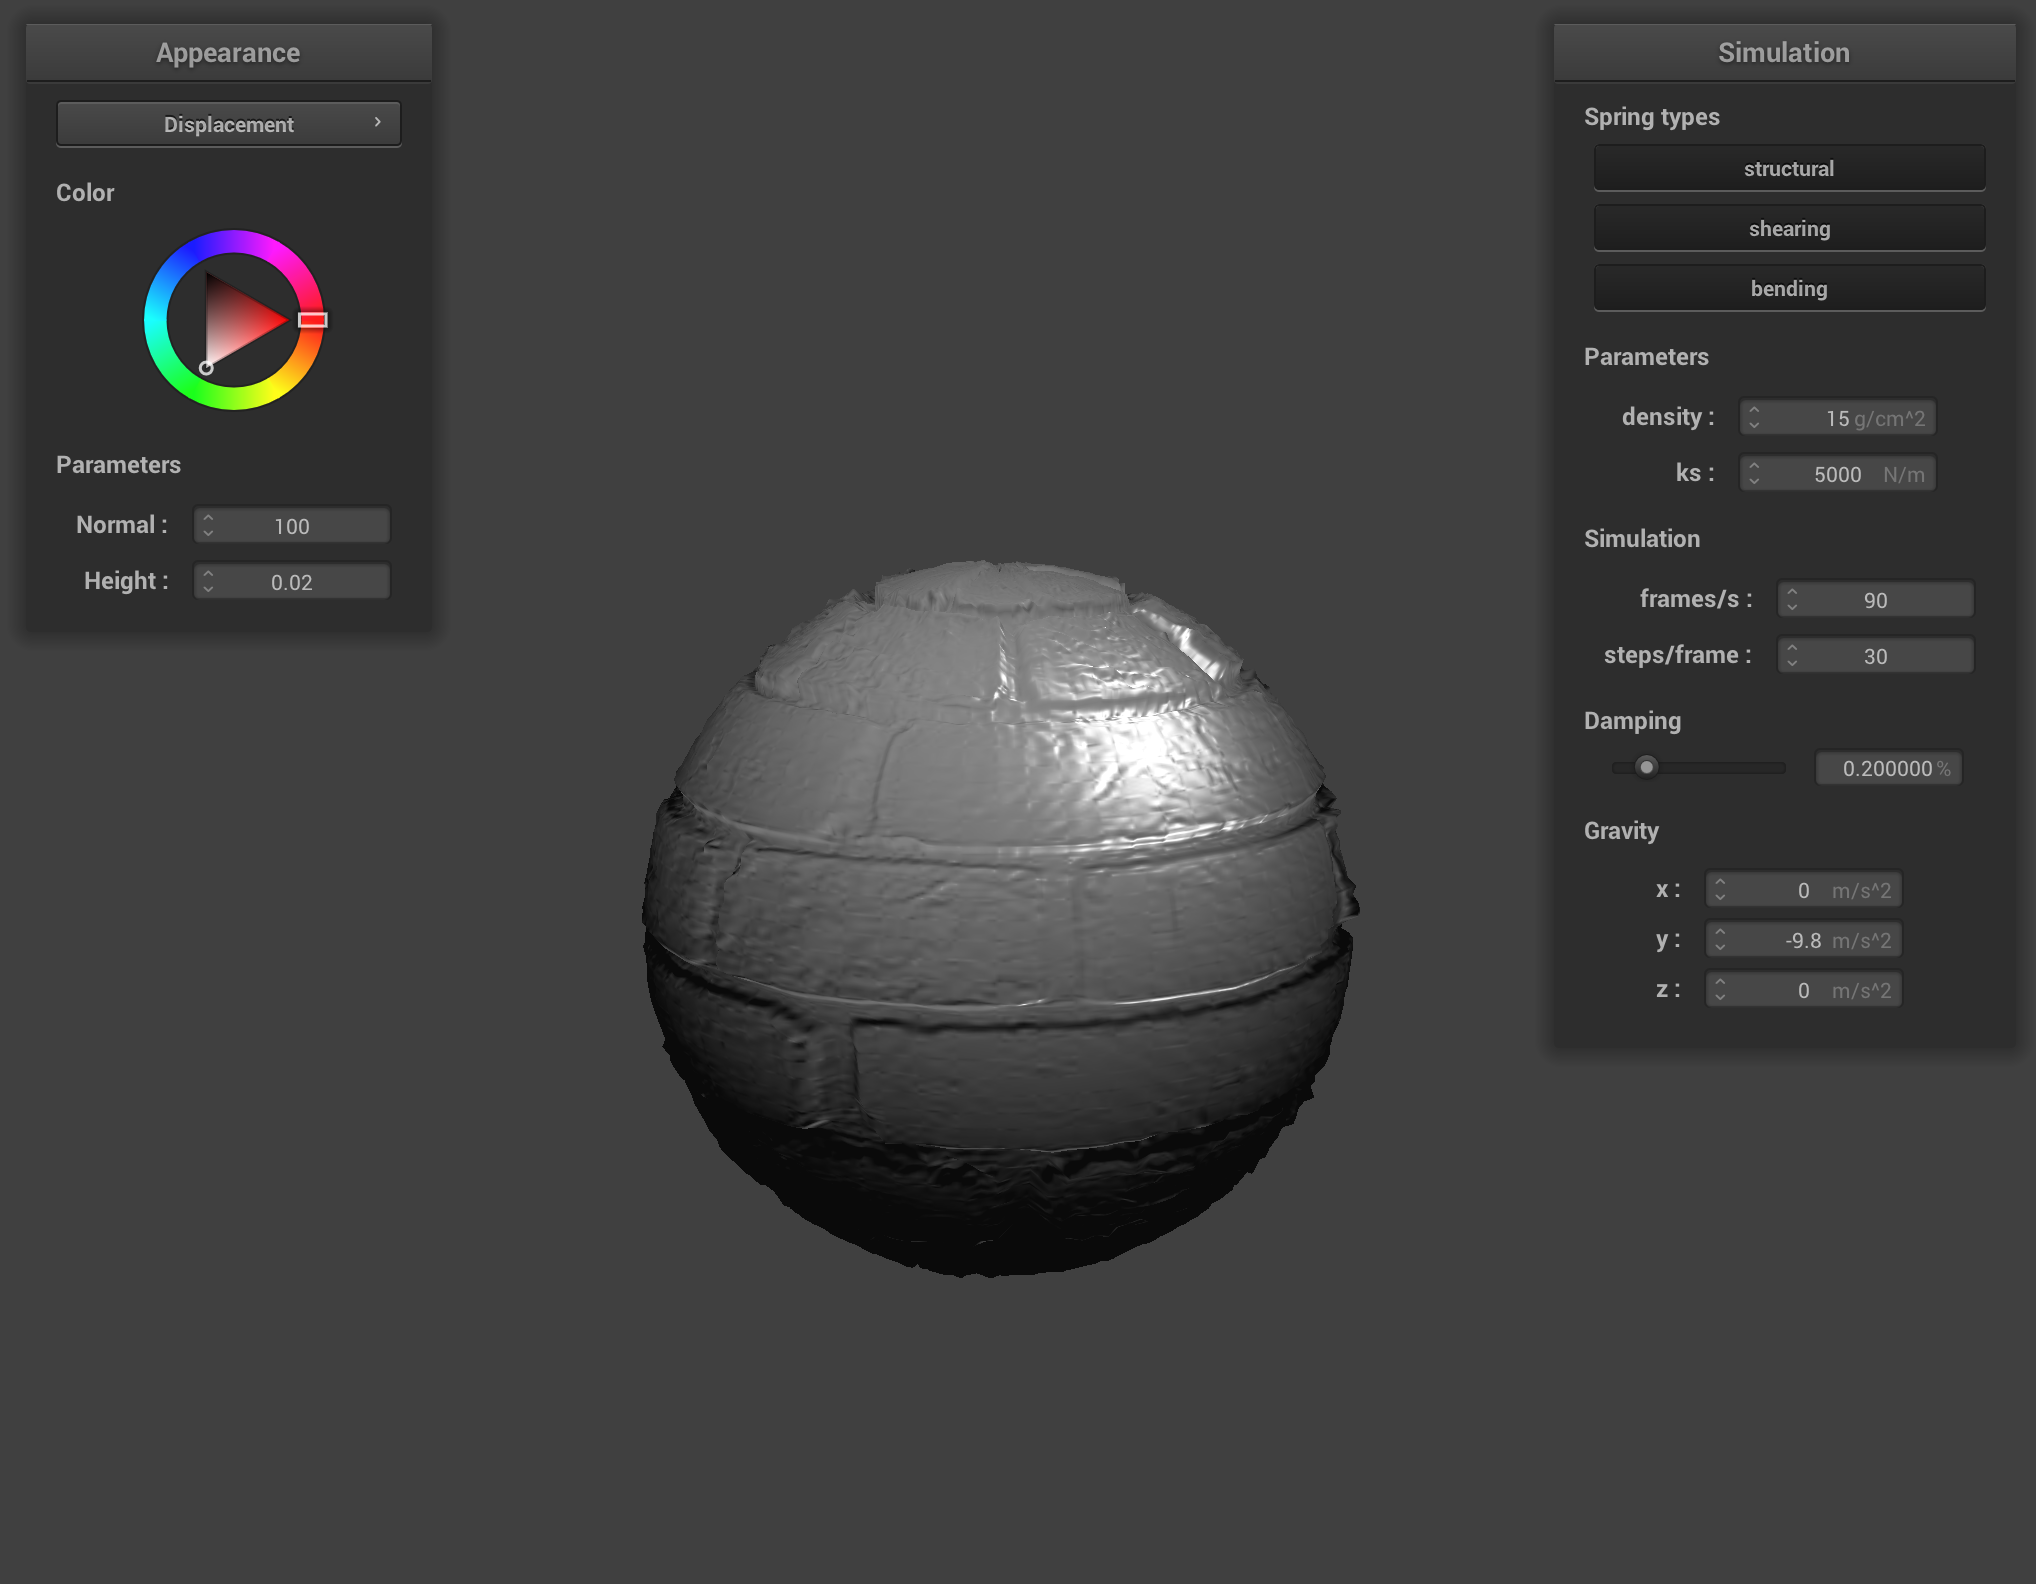 Appearance
Displacement
Color
Parameters
Normal : 100
Height : 0.02
Simulation
Spring types
structural
shearing
bending
Parameters
density : 15 g/cm^2
ks : 5000 N/m
Simulation
frames/s : 90
steps/frame : 30
Damping
0.200000 %
Gravity
x : 0 m/s^2
y : -9.8 m/s^2
z : 0 m/s^2